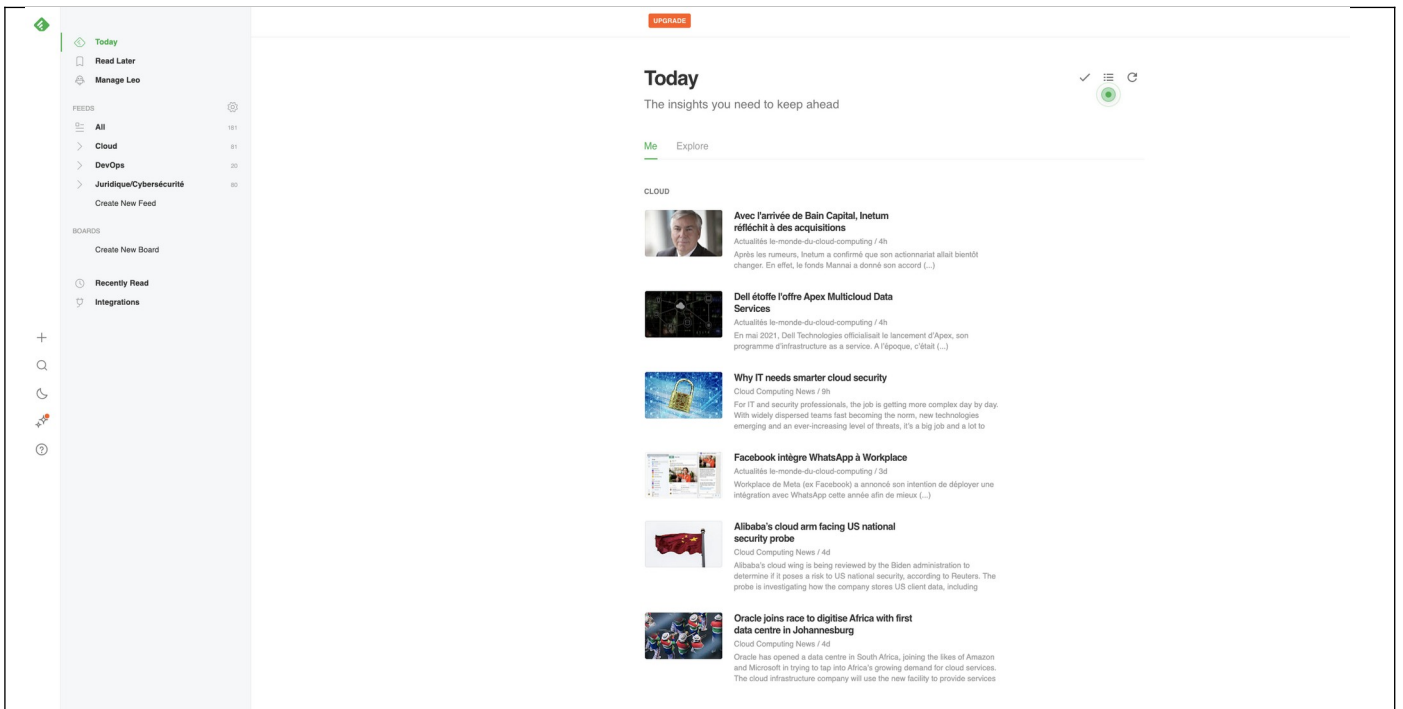 UPGRADE
Today
Read Later
Manage Leo
FEEDS
All 161
Cloud 81
DevOps 20
Juridique/Cybersécurité 80
Create New Feed
BOARDS
Create New Board
Recently Read
Integrations
Today
The insights you need to keep ahead
Me Explore
CLOUD
Avec l'arrivée de Bain Capital, Inetum
réfléchit à des acquisitions
Actualités le-monde-du-cloud-computing / 4h
Après les rumeurs, Inetum a confirmé que son actionnariat allait bientôt
changer. En effet, le fonds Mannai a donné son accord (...)
Dell étoffe l'offre Apex Multicloud Data
Services
Actualités le-monde-du-cloud-computing / 4h
En mai 2021, Dell Technologies officialisait le lancement d'Apex, son
programme d'infrastructure as a service. A l'époque, c'était (...)
Why IT needs smarter cloud security
Cloud Computing News / 9h
For IT and security professionals, the job is getting more complex day by day.
With widely dispersed teams fast becoming the norm, new technologies
emerging and an ever-increasing level of threats, it's a big job and a lot to
Facebook intègre WhatsApp à Workplace
Actualités le-monde-du-cloud-computing / 3d
Workplace de Meta (ex Facebook) a annoncé son intention de déployer une
intégration avec WhatsApp cette année afin de mieux (...)
Alibaba's cloud arm facing US national
security probe
Cloud Computing News / 4d
Alibaba's cloud wing is being reviewed by the Biden administration to
determine if it poses a risk to US national security, according to Reuters. The
probe is investigating how the company stores US client data, including
Oracle joins race to digitise Africa with first
data centre in Johannesburg
Cloud Computing News / 4d
Oracle has opened a data centre in South Africa, joining the likes of Amazon
and Microsoft in trying to tap into Africa's growing demand for cloud services.
The cloud infrastructure company will use the new facility to provide services